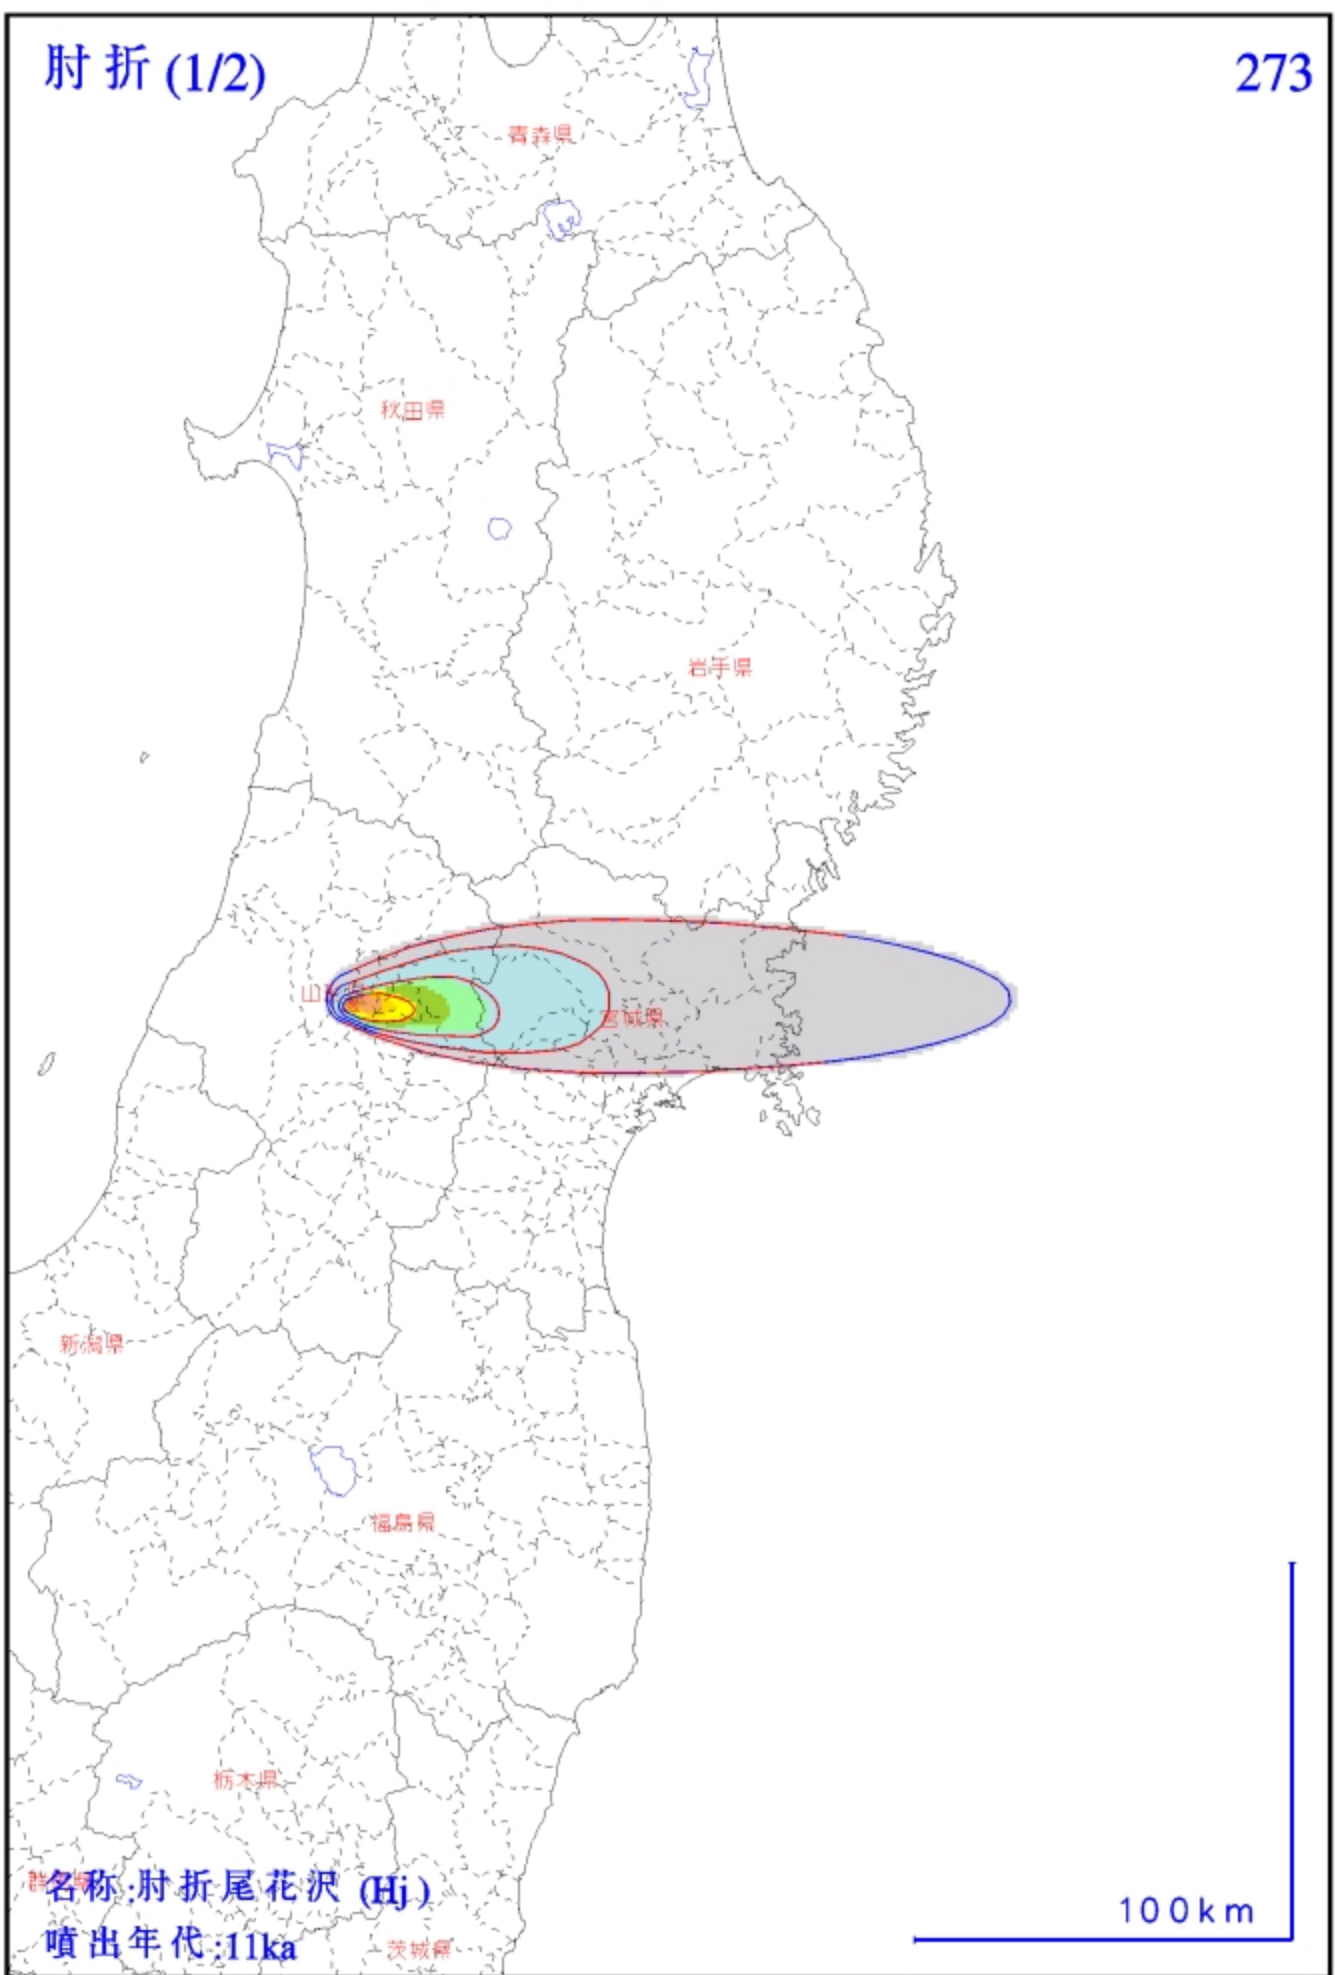 肘折 (1/2)
273
青森県
秋田県
岩手県
宮城県
新潟県
福島県
栃木県
名称:肘折尾花沢 (Hj)
100km
噴出年代:11ka
茨城県